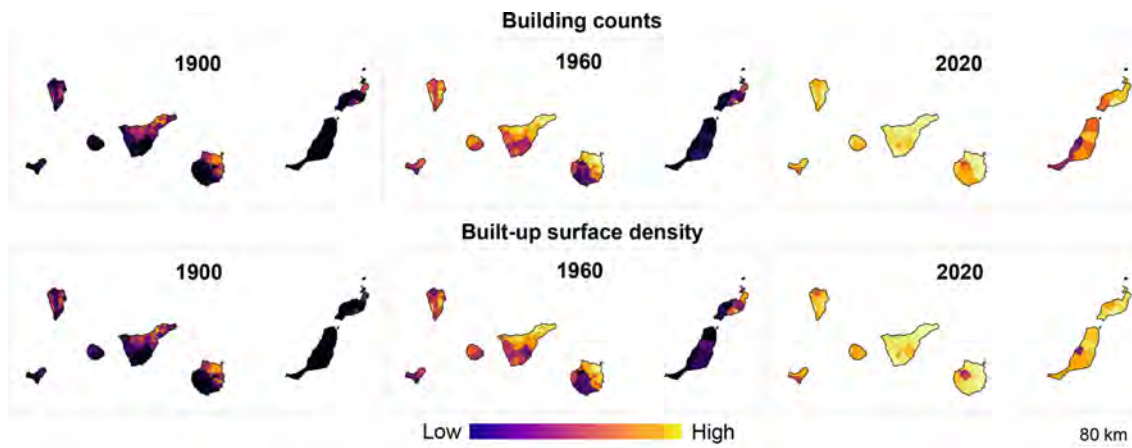 Building counts
1900 1960 2020
Built-up surface density
1900 1960 2020
Low High
80 km